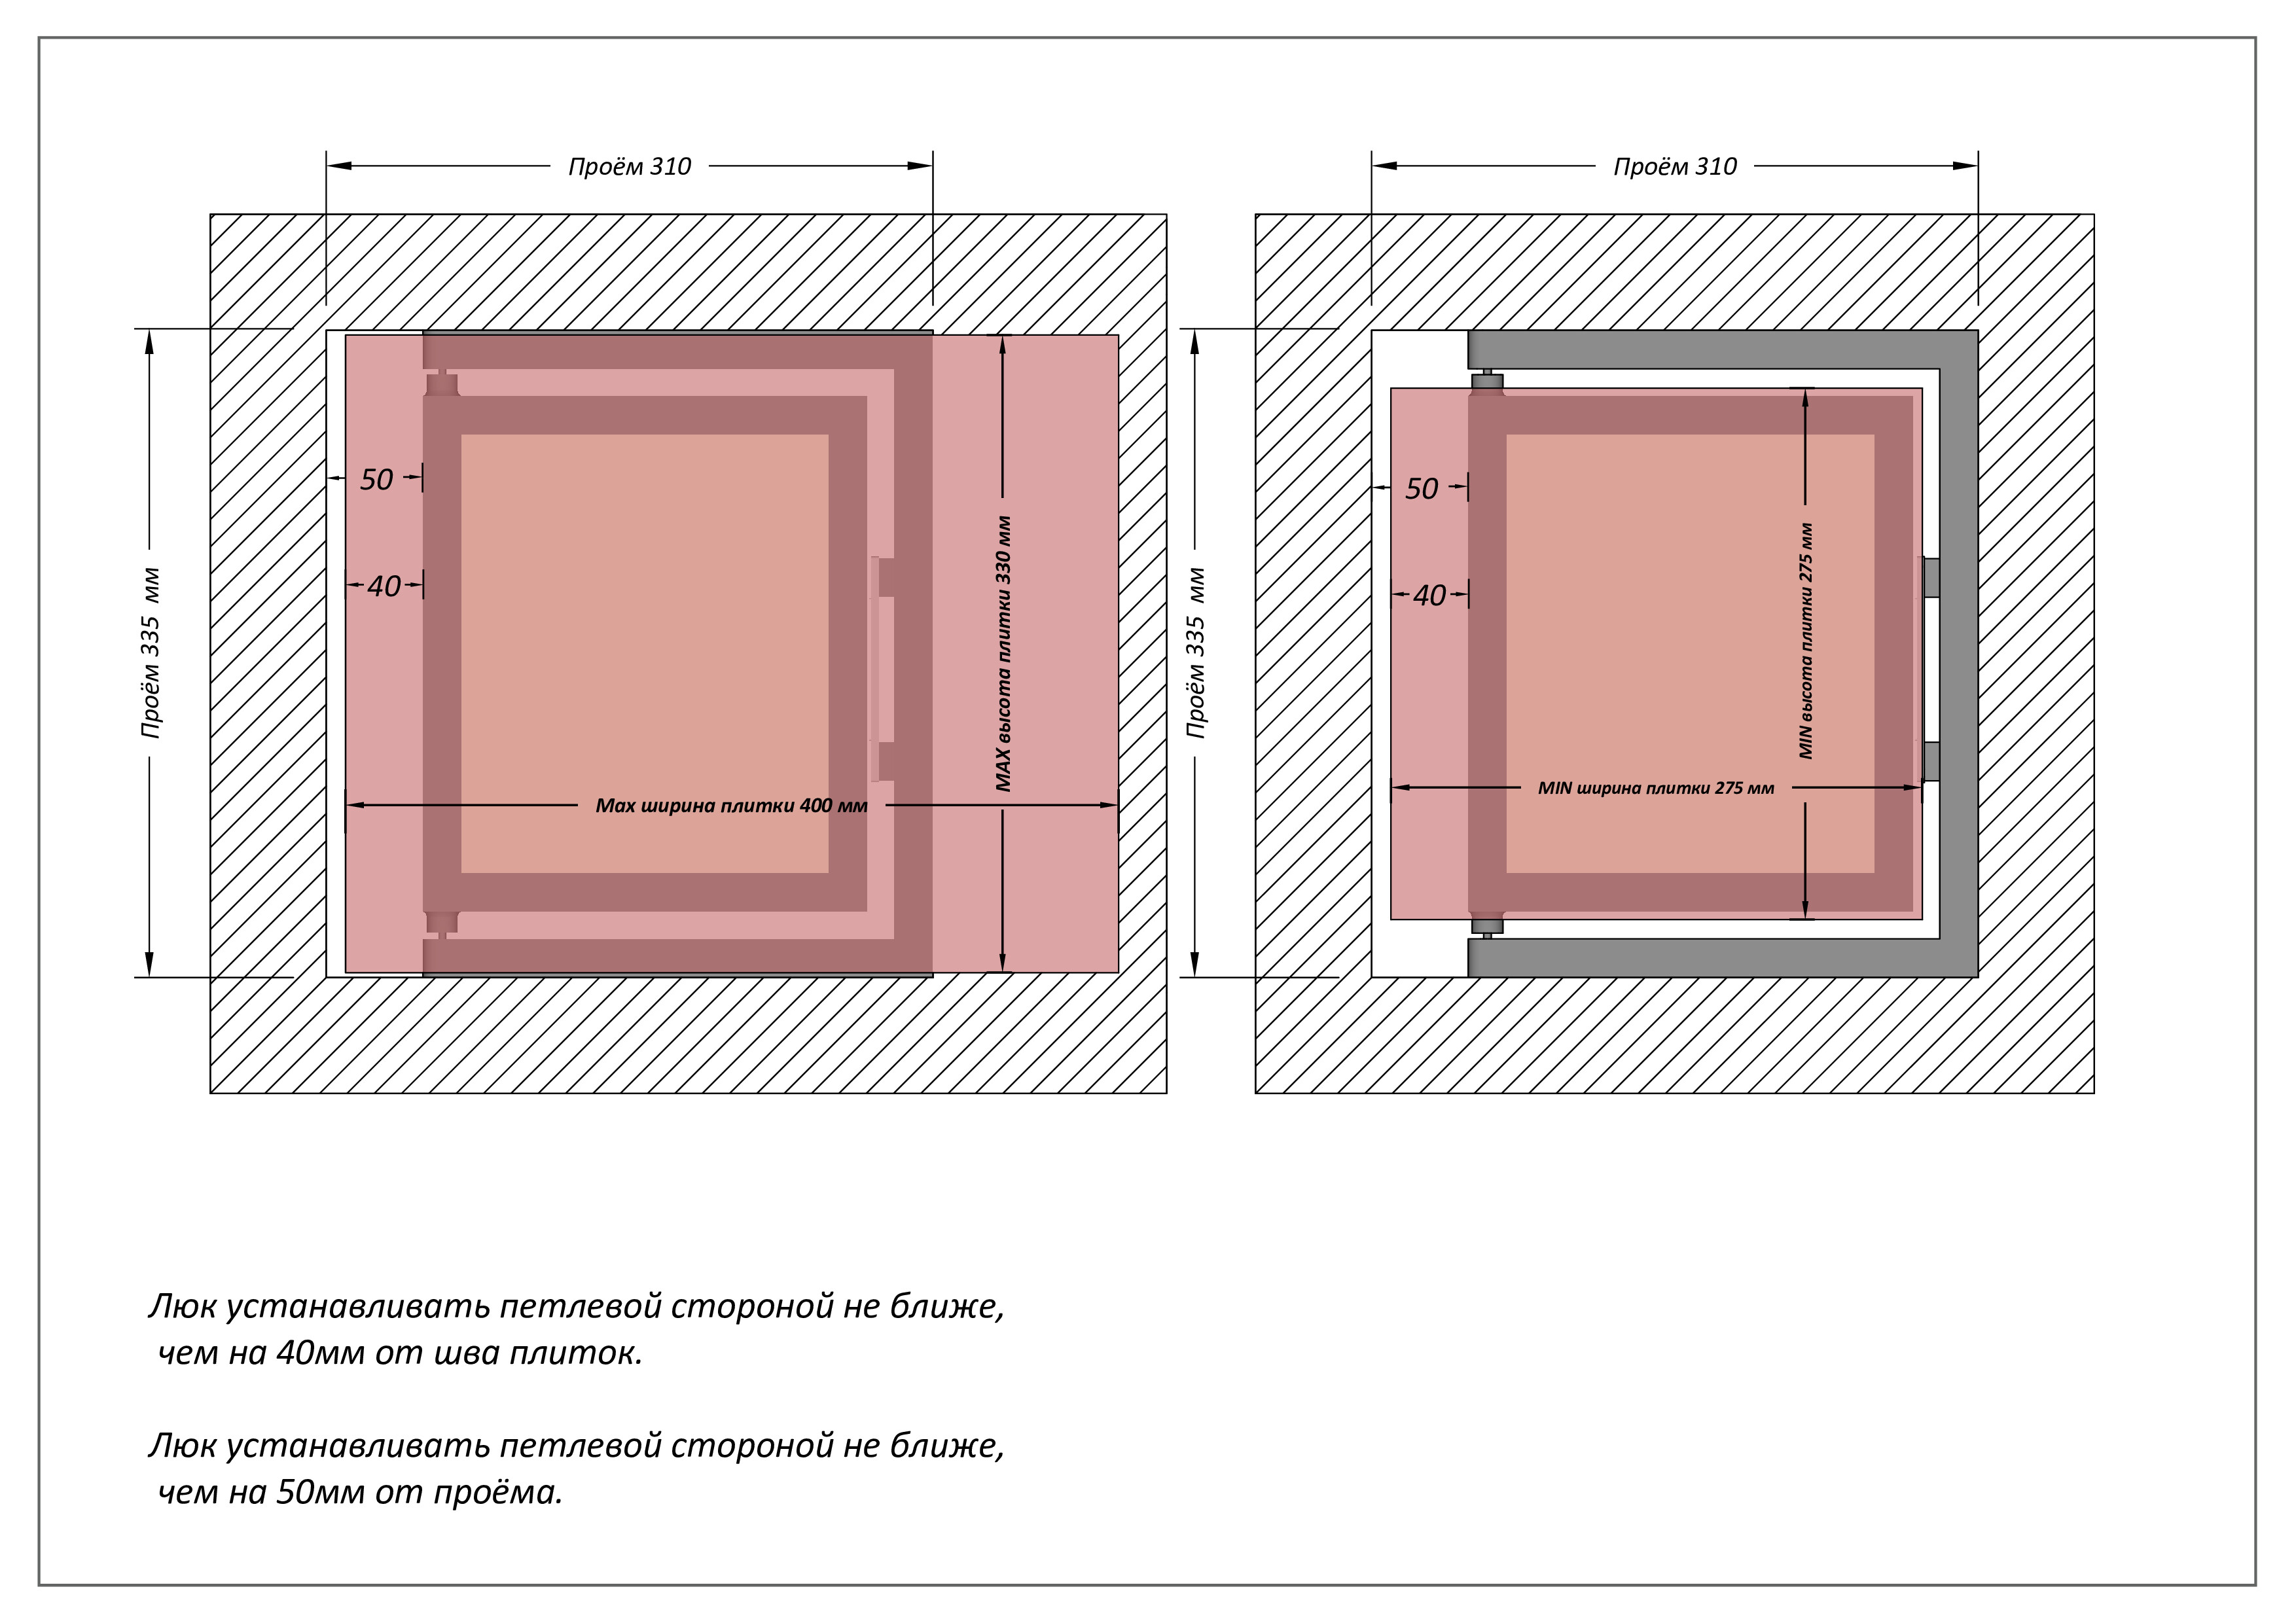 Проём 310
Проём 335  мм
50
40
MAX высота плитки 330 мм
Max ширина плитки 400 мм
Проём 310
Проём 335  мм
50
40
MIN высота плитки 275 мм
MIN ширина плитки 275 мм
Люк устанавливать петлевой стороной не ближе,
чем на 40мм от шва плиток.
Люк устанавливать петлевой стороной не ближе,
чем на 50мм от проёма.